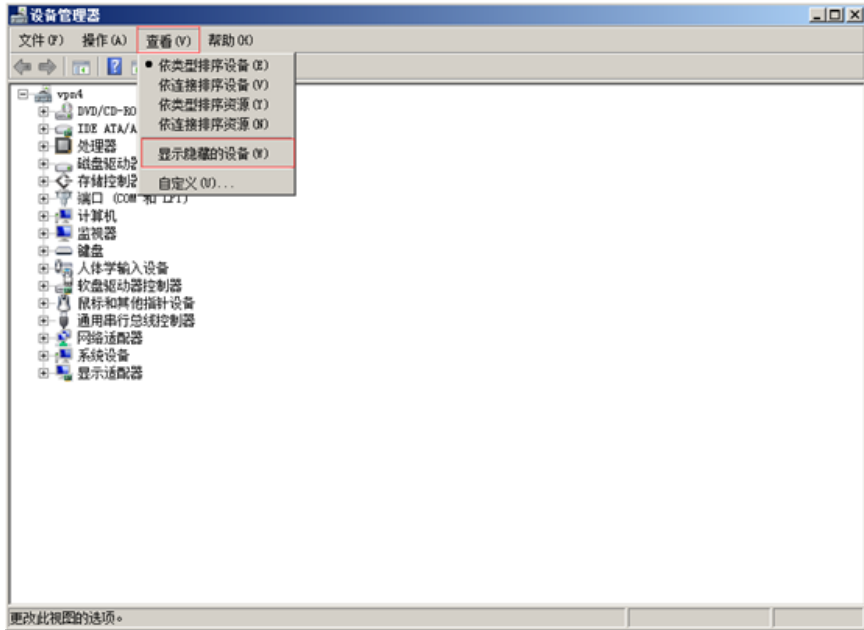 设备管理器
文件(F) 操作(A) 查看(V) 帮助(H)
依类型排序设备(E)
依连接排序设备(V)
依类型排序资源(Y)
依连接排序资源(N)
显示隐藏的设备(W)
自定义(U)...
vpn4
DVD/CD-RO
IDE ATA/A
处理器
磁盘驱动器
存储控制
端口 (COM 和 LPT)
计算机
监视器
键盘
人体学输入设备
软盘驱动器控制器
鼠标和其他指针设备
通用串行总线控制器
网络适配器
系统设备
显示适配器
更改此视图的选项。